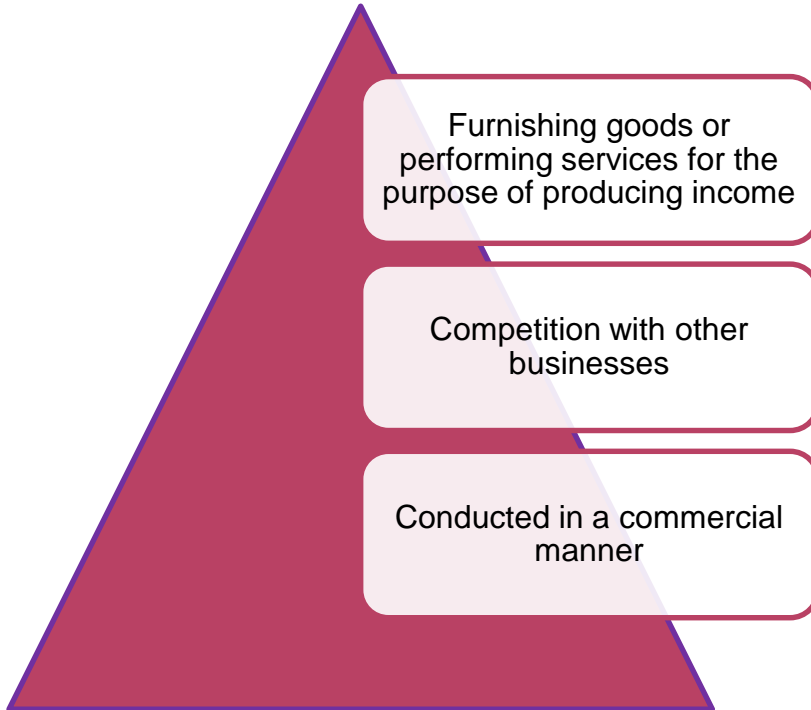 Furnishing goods or
performing services for the
purpose of producing income
Competition with other
businesses
Conducted in a commercial
manner